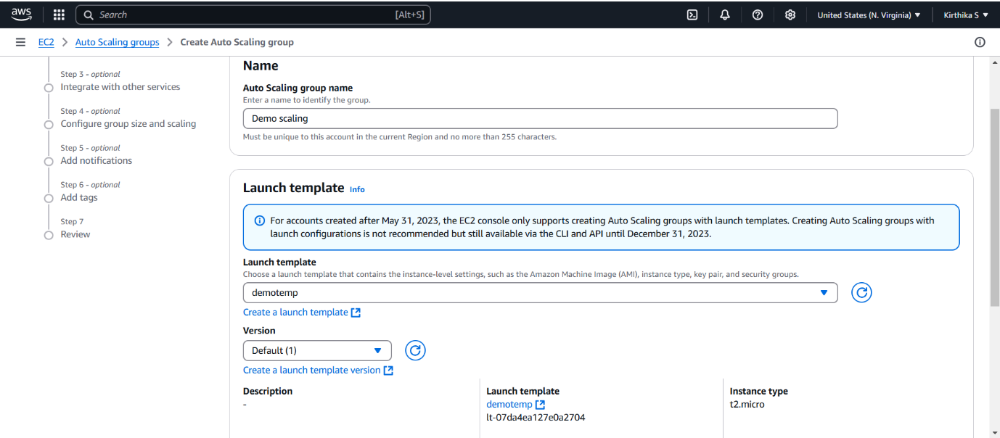 aws
Search
[Alt+S]
United States (N. Virginia)
Kirthika S
EC2
Auto Scaling groups
Create Auto Scaling group
Step 3 - optional
Integrate with other services
Step 4 - optional
Configure group size and scaling
Step 5 - optional
Add notifications
Step 6 - optional
Add tags
Step 7
Review
Name
Auto Scaling group name
Enter a name to identify the group.
Demo scaling
Must be unique to this account in the current Region and no more than 255 characters.
Launch template Info
For accounts created after May 31, 2023, the EC2 console only supports creating Auto Scaling groups with launch templates. Creating Auto Scaling groups with
launch configurations is not recommended but still available via the CLI and API until December 31, 2023.
Launch template
Choose a launch template that contains the instance-level settings, such as the Amazon Machine Image (AMI), instance type, key pair, and security groups.
demotemp
Create a launch template
Version
Default (1)
Create a launch template version
Description
-
Launch template
demotemp
lt-07da4ea127e0a2704
Instance type
t2.micro